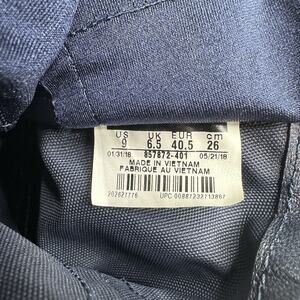 US UK EUR cm
9 6.5 40.5 26
01/31/18 857872-401 05/21/18
MADE IN VIETNAM
FABRIQUE AU VIETNAM